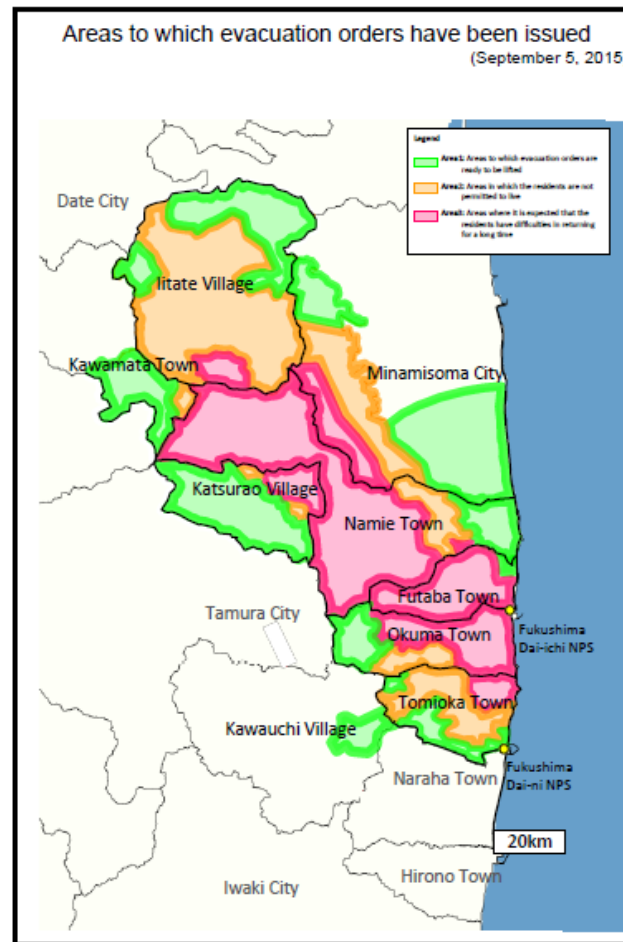 Areas to which evacuation orders have been issued
(September 5, 2015
Legend
Area1: Areas to which evacuation orders are
ready to be lifted
Area2: Areas in which the residents are not
permitted to live
Area3: Areas where it is expected that the
residents have difficulties in returning
for a long time
Date City
Iitate Village
Kawamata Town
Minamisoma City
Katsurao Village
Namie Town
Futaba Town
Tamura City
Okuma Town
Fukushima
Dai-ichi NPS
Tomioka Town
Kawauchi Village
Fukushima
Dai-ni NPS
Naraha Town
20km
Hirono Town
Iwaki City